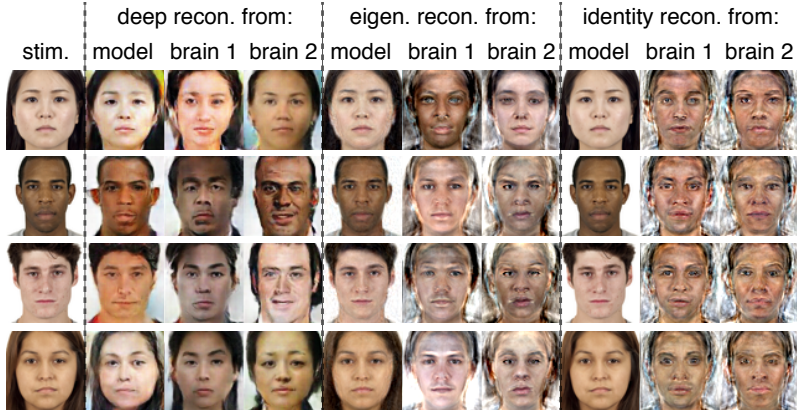 deep recon. from: eigen. recon. from: identity recon. from:
stim. model brain 1 brain 2 model brain 1 brain 2 model brain 1 brain 2